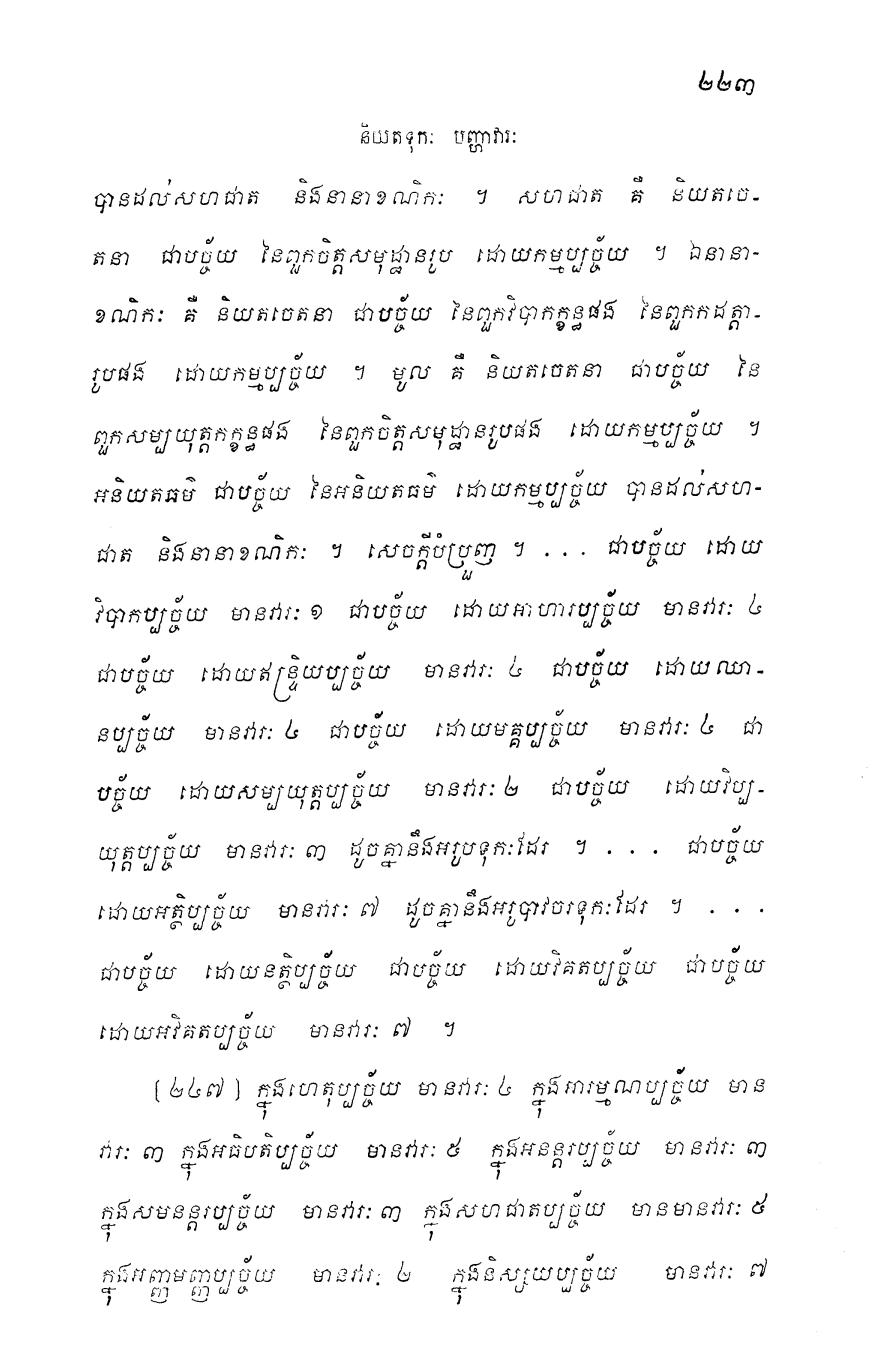 ២២៣
និយតទុកៈ បញ្ហាវារៈ
បានដល់សហជាត និងនានាខណិកៈ ។ សហជាត គឺ និយតចេ-
តនា ជាបច្ច័យ នៃពួកចិត្តសមុដ្ឋានរូប ដោយកម្មប្បច្ច័យ ។ ឯនានា-
ខណិកៈ គឺ និយតចេតនា ជាបច្ច័យ នៃពួកវិបាកក្ខន្ធផង នៃពួកកដត្តា-
រូបផង ដោយកម្មប្បច្ច័យ ។ មូល គឺ និយតចេតនា ជាបច្ច័យ នៃ
ពួកសម្បយុត្តកក្ខន្ធផង នៃពួកចិត្តសមុដ្ឋានរូបផង ដោយកម្មប្បច្ច័យ ។
អនិយតធម៌ ជាបច្ច័យ នៃអនិយតធម៌ ដោយកម្មប្បច្ច័យ បានដល់សហ-
ជាត និងនានាខណិកៈ ។ សេចក្តីបំប្រួញ ។ ... ជាបច្ច័យ ដោយ
វិបាកប្បច្ច័យ មានវារៈ ១ ជាបច្ច័យ ដោយអាហារប្បច្ច័យ មានវារៈ ៤
ជាបច្ច័យ ដោយឥន្ទ្រិយប្បច្ច័យ មានវារៈ ៤ ជាបច្ច័យ ដោយឈា-
នប្បច្ច័យ មានវារៈ ៤ ជាបច្ច័យ ដោយមគ្គប្បច្ច័យ មានវារៈ ៤ ជា
បច្ច័យ ដោយសម្បយុត្តប្បច្ច័យ មានវារៈ ២ ជាបច្ច័យ ដោយវិប្ប-
យុត្តប្បច្ច័យ មានវារៈ ៣ ដូចគ្នានឹងអរូបទុកៈដែរ ។ ... ជាបច្ច័យ
ដោយអត្ថិប្បច្ច័យ មានវារៈ ៧ ដូចគ្នានឹងអរូបាវចរទុកៈដែរ ។ ...
ជាបច្ច័យ ដោយនត្ថិប្បច្ច័យ ជាបច្ច័យ ដោយវិគតប្បច្ច័យ ជាបច្ច័យ
ដោយអវិគតប្បច្ច័យ មានវារៈ ៧ ។
[២៤៧] ក្នុងហេតុប្បច្ច័យ មានវារៈ ៤ ក្នុងអារម្មណប្បច្ច័យ មាន
វារៈ ៣ ក្នុងអធិបតិប្បច្ច័យ មានវារៈ ៥ ក្នុងអនន្តរប្បច្ច័យ មានវារៈ ៣
ក្នុងសមនន្តរប្បច្ច័យ មានវារៈ ៣ ក្នុងសហជាតប្បច្ច័យ មានមានវារៈ ៥
ក្នុងអញ្ញមញ្ញប្បច្ច័យ មានវារៈ ២ ក្នុងនិស្សយប្បច្ច័យ មានវារៈ ៧